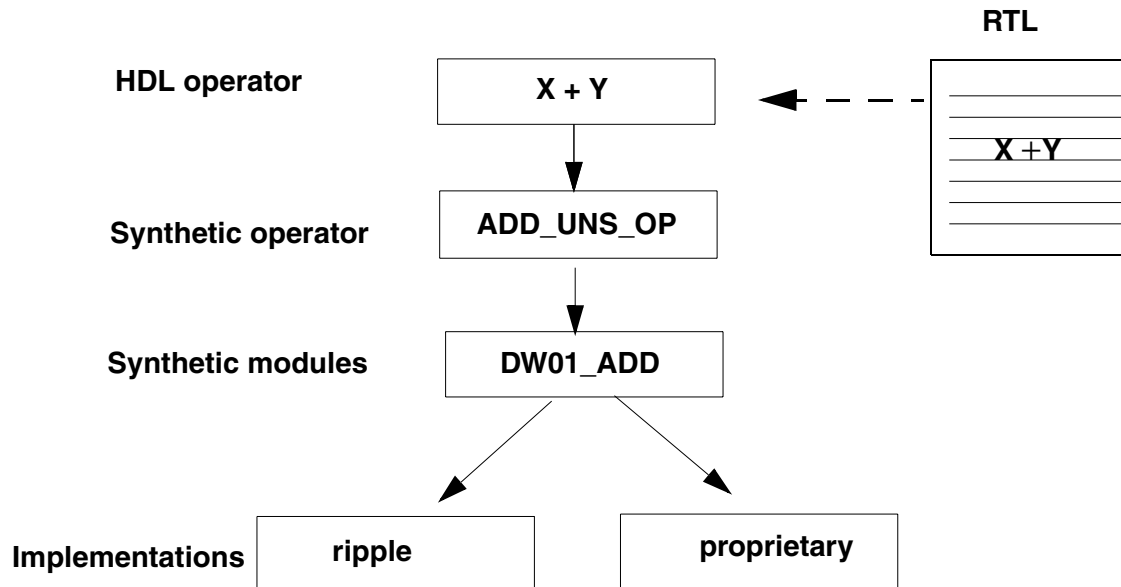 RTL
HDL operator
X + Y
X +Y
Synthetic operator
ADD_UNS_OP
Synthetic modules
DW01_ADD
Implementations
ripple
proprietary